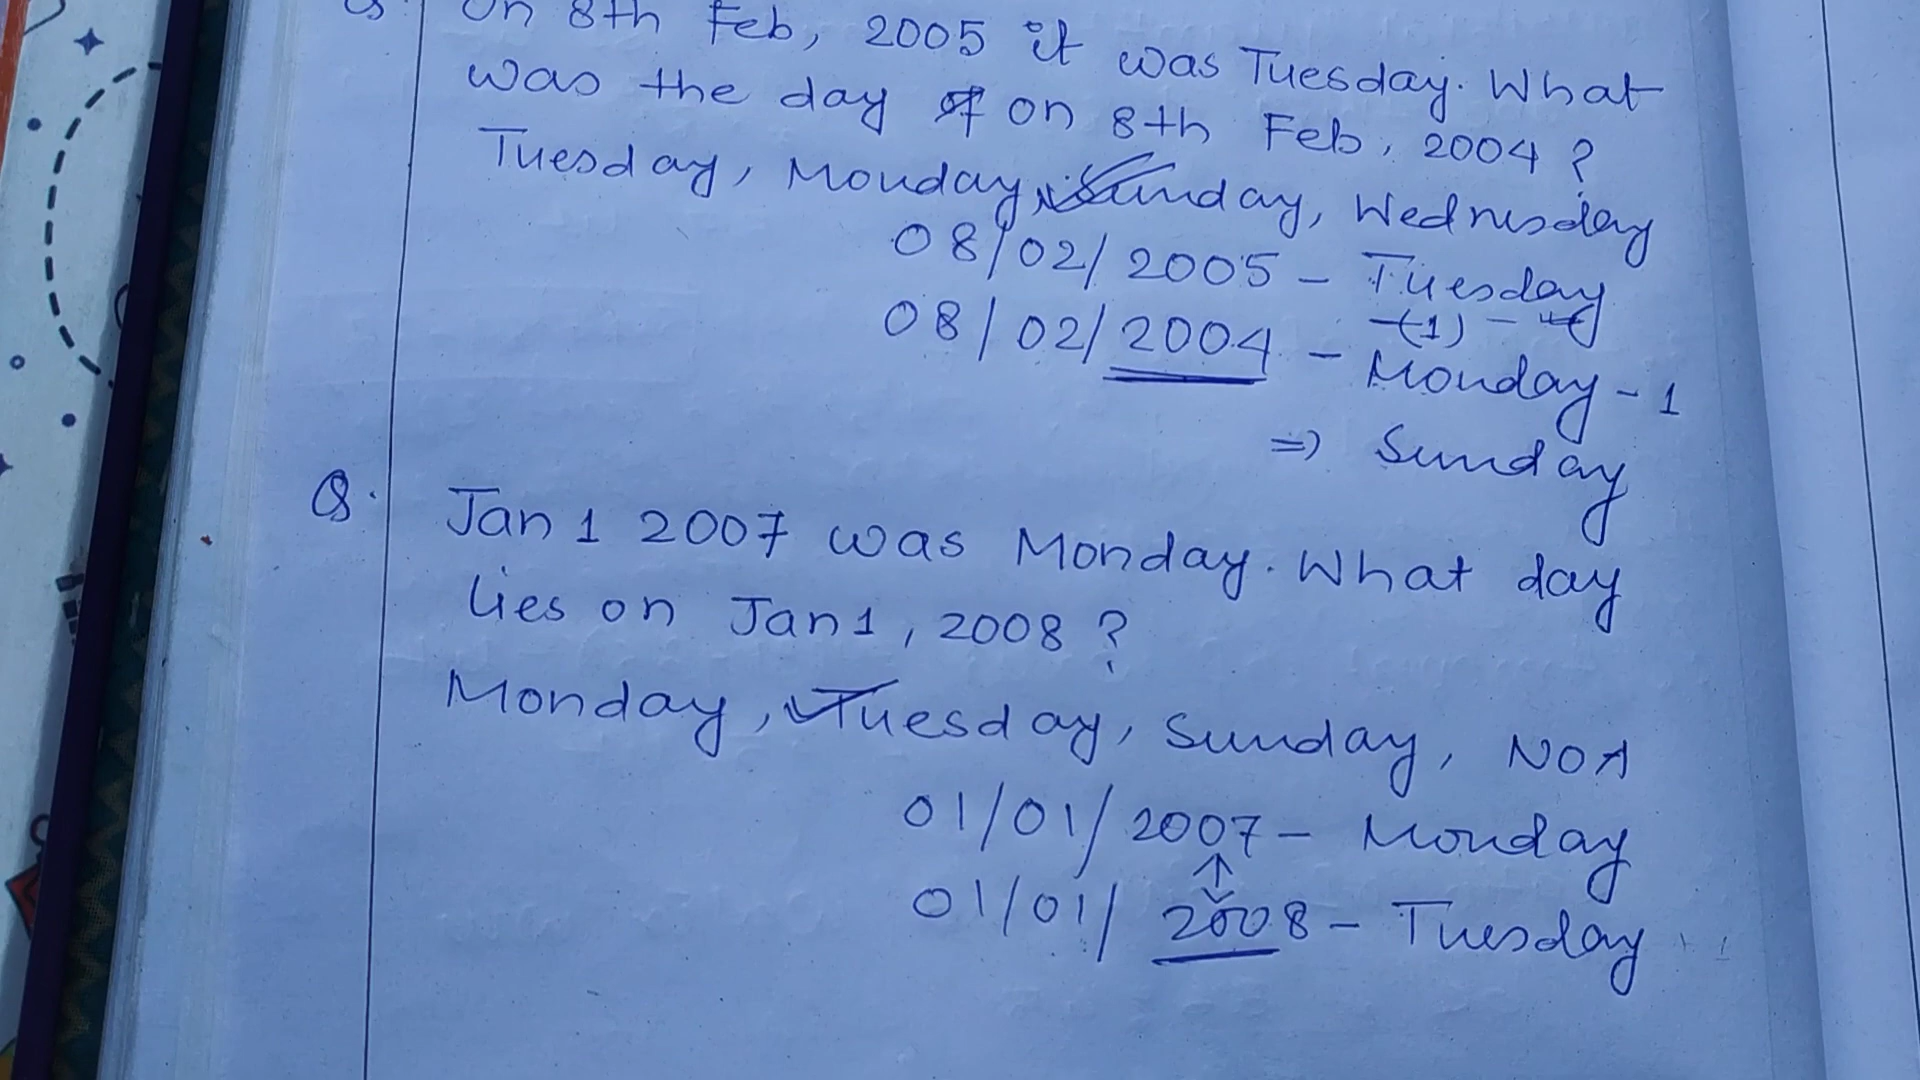 Q. On 8th Feb, 2005 it was Tuesday. What
was the day on 8th Feb, 2004?
Tuesday, Monday, Sunday, Wednesday
08/02/2005 - Tuesday
-(1) -
08/02/2004 - Monday - 1
=> Sunday
Q. Jan 1 2007 was Monday. What day
lies on Jan 1, 2008?
Monday, Tuesday, Sunday, NOA
01/01/2007 - Monday
01/01/2008 - Tuesday